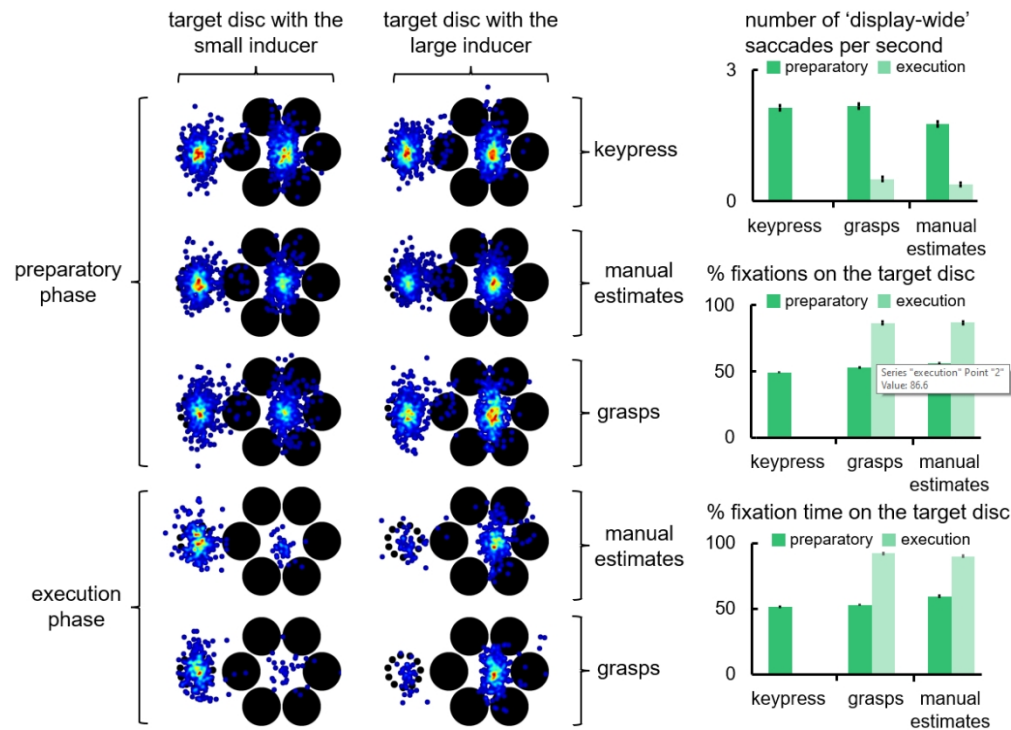 target disc with the
small inducer
target disc with the
large inducer
keypress
preparatory
phase
manual
estimates
grasps
execution
phase
manual
estimates
grasps
number of ‘display-wide’
saccades per second
3
preparatory
execution
0
keypress
grasps
manual
estimates
% fixations on the target disc
100
preparatory
execution
50
Series "execution" Point "2"
Value: 86.6
0
keypress
grasps
manual
estimates
% fixation time on the target disc
100
preparatory
execution
50
0
keypress
grasps
manual
estimates